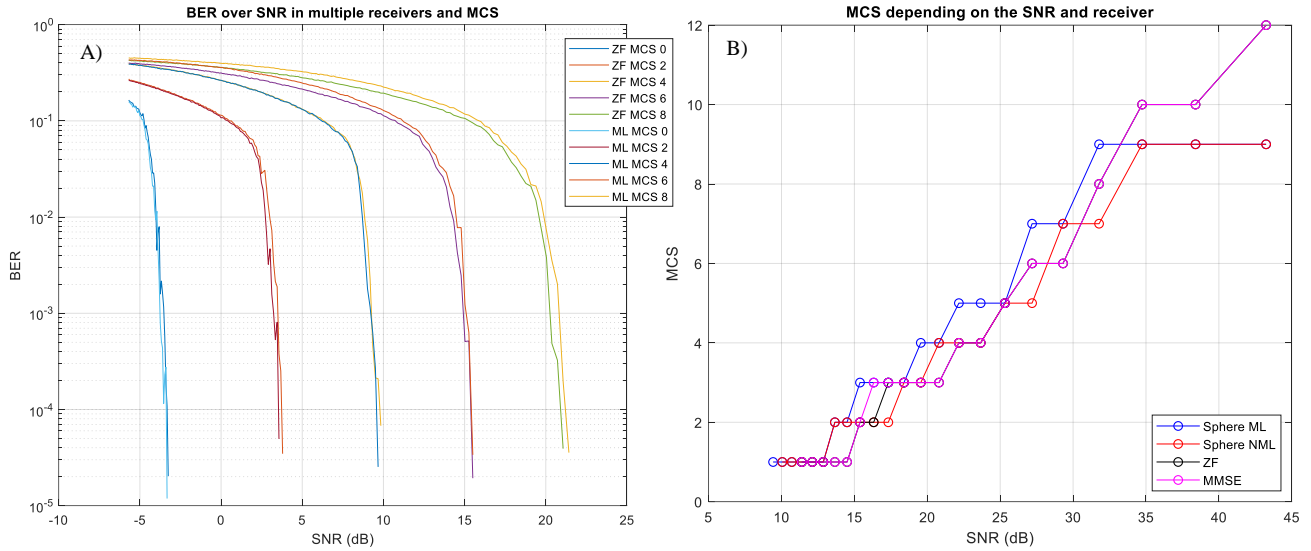 BER over SNR in multiple receivers and MCS
A)
ZF MCS 0
ZF MCS 2
ZF MCS 4
ZF MCS 6
ZF MCS 8
ML MCS 0
ML MCS 2
ML MCS 4
ML MCS 6
ML MCS 8
BER
10^0
10^-1
10^-2
10^-3
10^-4
10^-5
-10 -5 0 5 10 15 20 25
SNR (dB)
MCS depending on the SNR and receiver
B)
MCS
12
10
8
6
4
2
0
Sphere ML
Sphere NML
ZF
MMSE
5 10 15 20 25 30 35 40 45
SNR (dB)